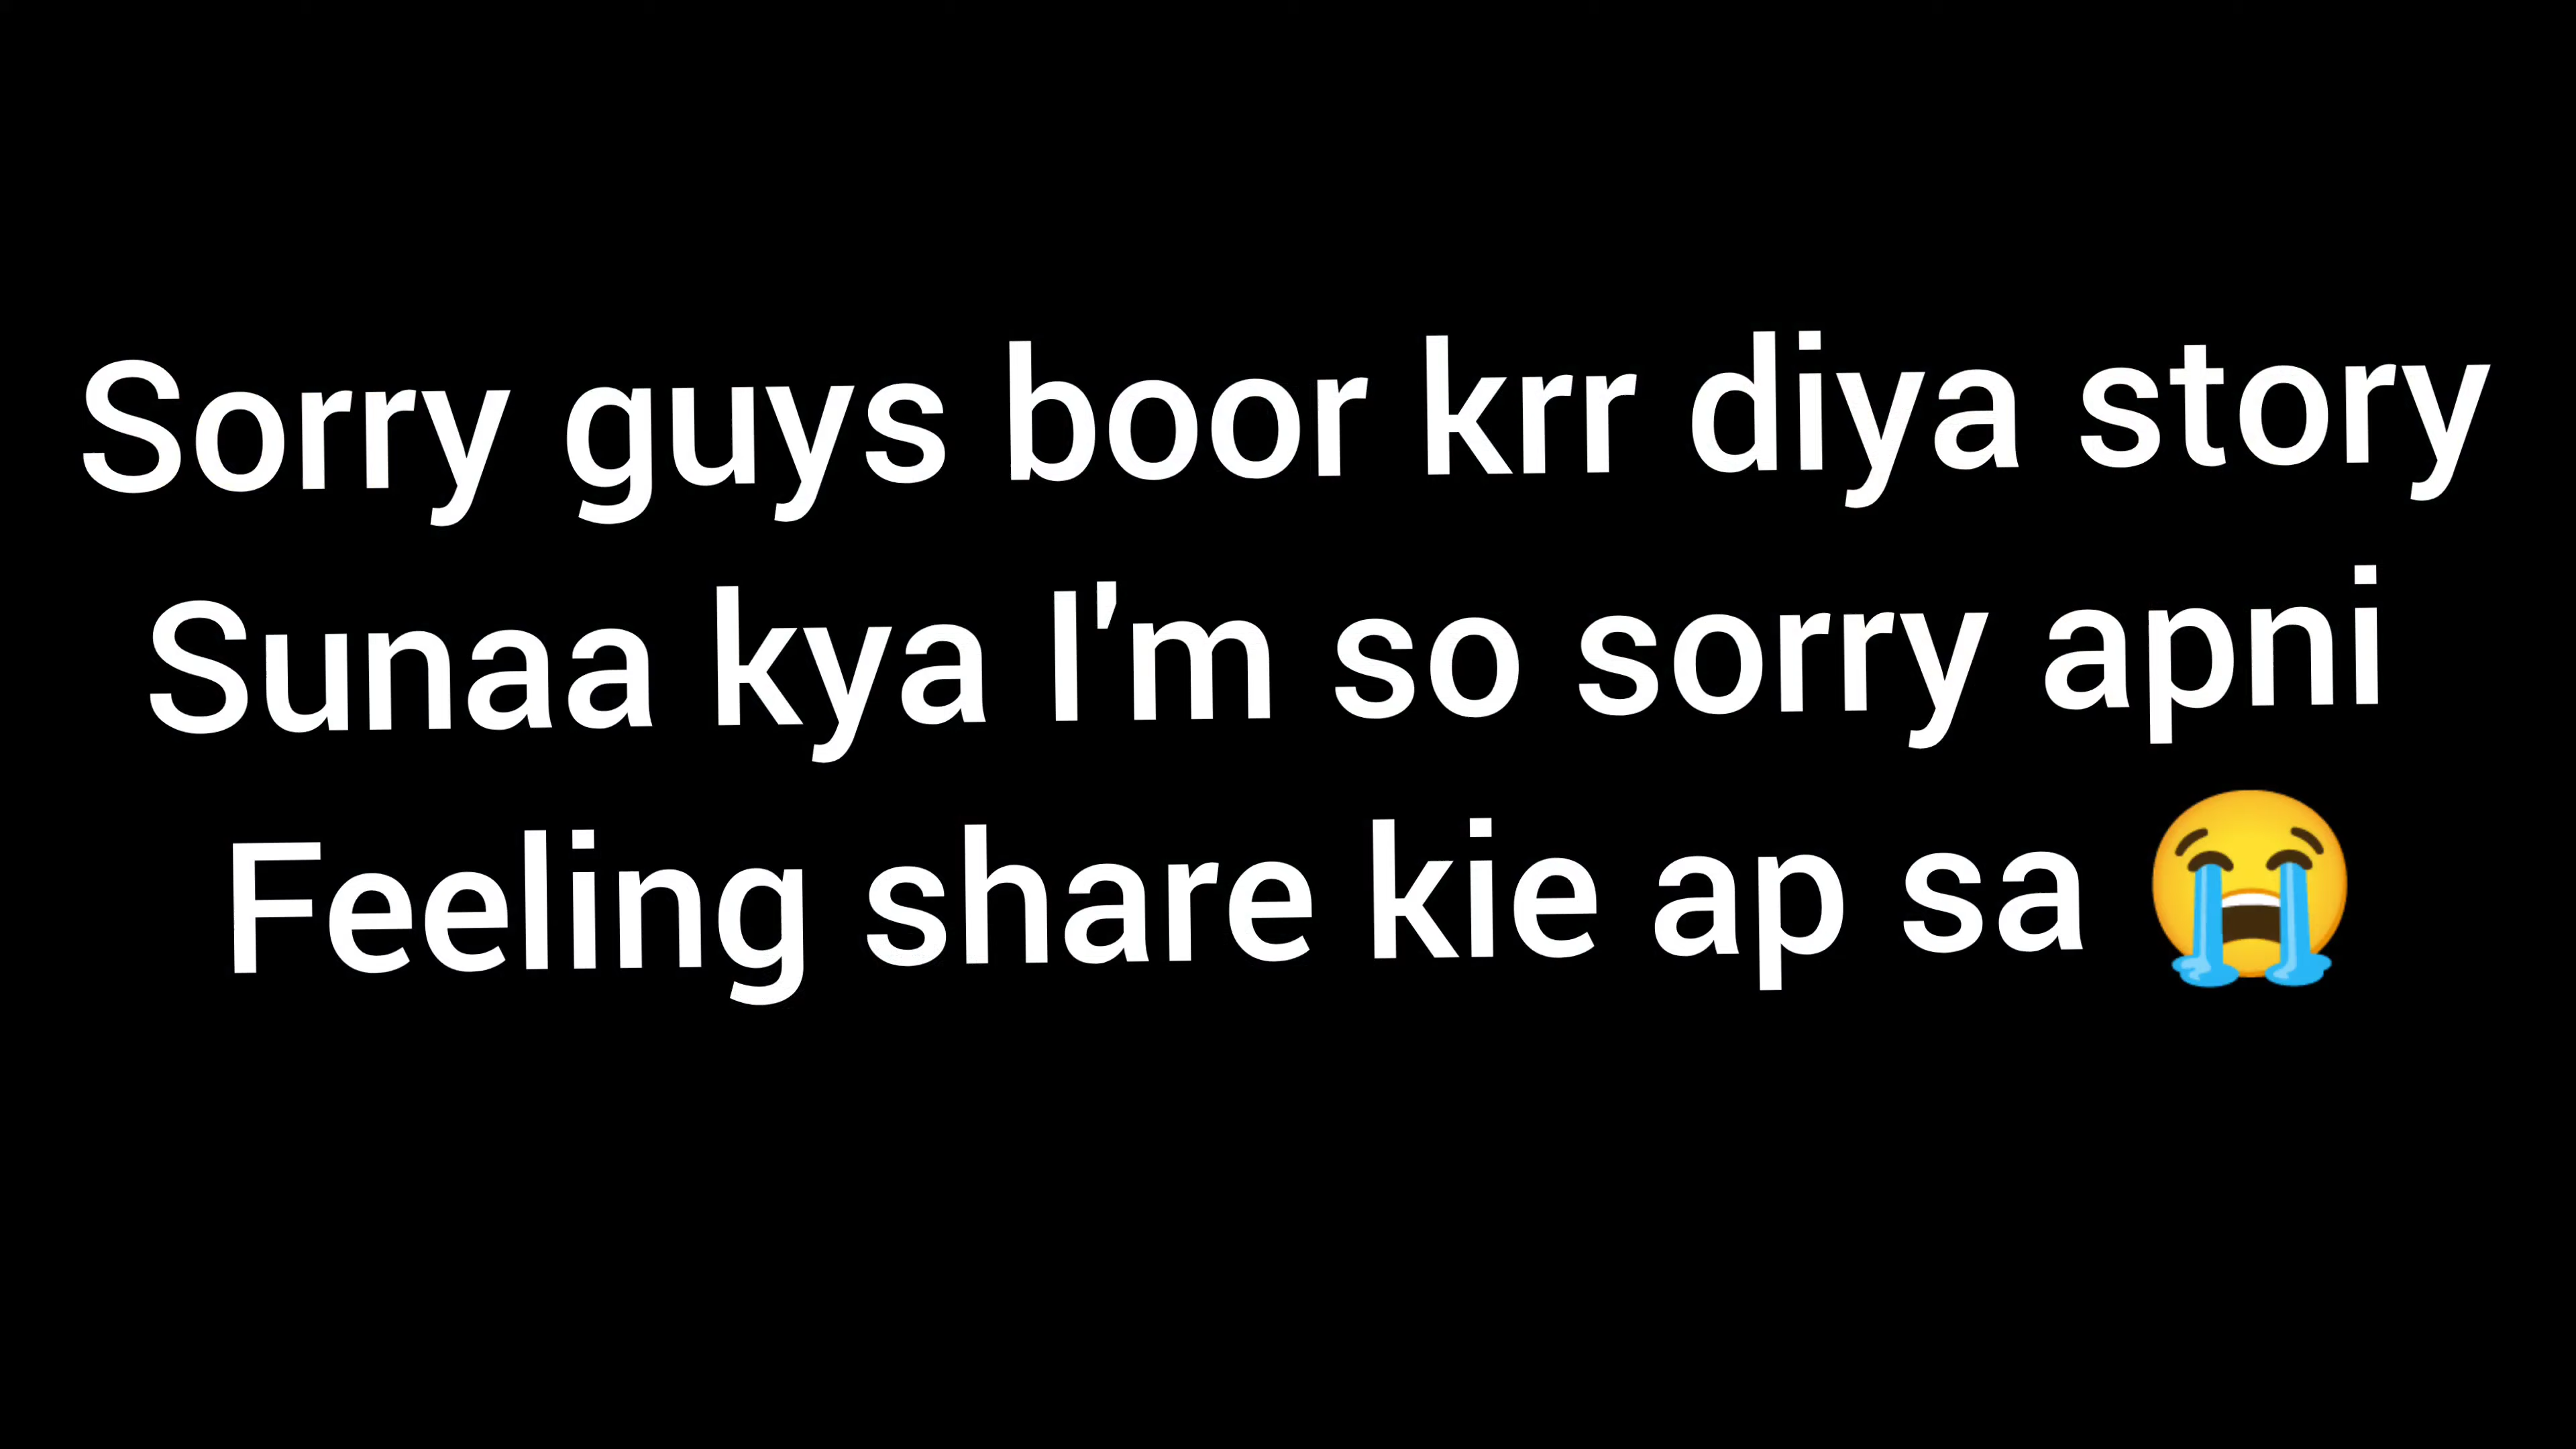 Sorry guys boor krr diya story
Sunaa kya I'm so sorry apni
Feeling share kie ap sa 😭